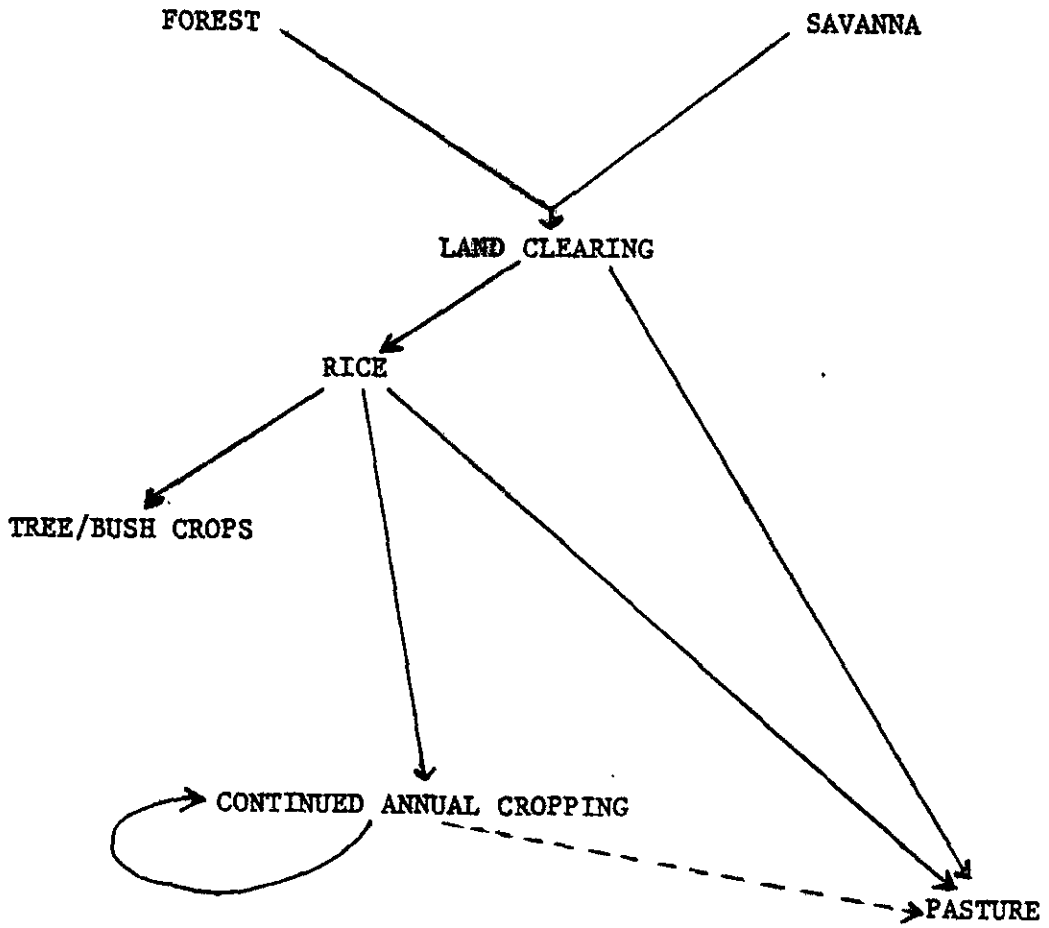 FOREST
SAVANNA
LAND CLEARING
RICE
TREE/BUSH CROPS
CONTINUED ANNUAL CROPPING
PASTURE